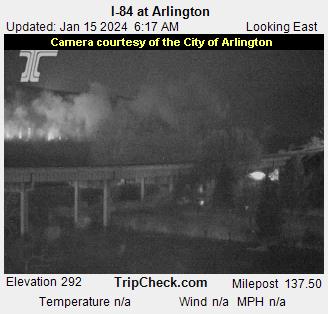 I-84 at Arlington
Updated: Jan 15 2024 6:17 AM Looking East
Camera courtesy of the City of Arlington
Elevation 292 TripCheck.com Milepost 137.50
Temperature n/a Wind n/a MPH n/a